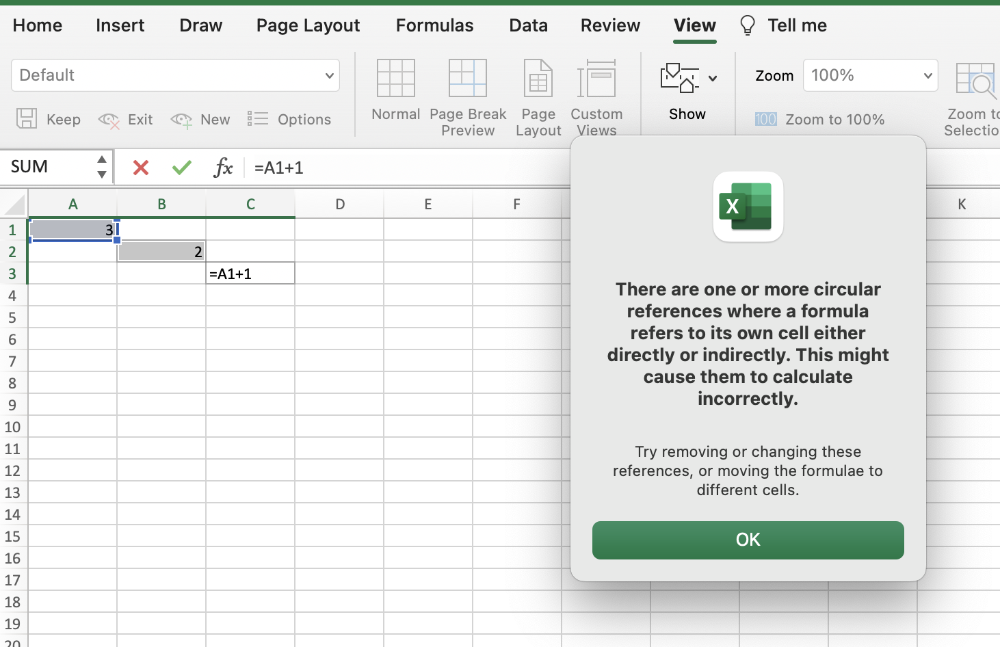 Home Insert Draw Page Layout Formulas Data Review View Tell me
Default
Keep Exit New Options
Normal
Page Break
Preview
Page
Layout
Custom
Views
Show
Zoom 100%
100 Zoom to 100%
Zoom to
Selectio
SUM fx =A1+1
A B C D E F K
1 3
2 2
3 =A1+1
4
5
6
7
8
9
10
11
12
13
14
15
16
17
18
19
20
X
There are one or more circular
references where a formula
refers to its own cell either
directly or indirectly. This might
cause them to calculate
incorrectly.
Try removing or changing these
references, or moving the formulae to
different cells.
OK